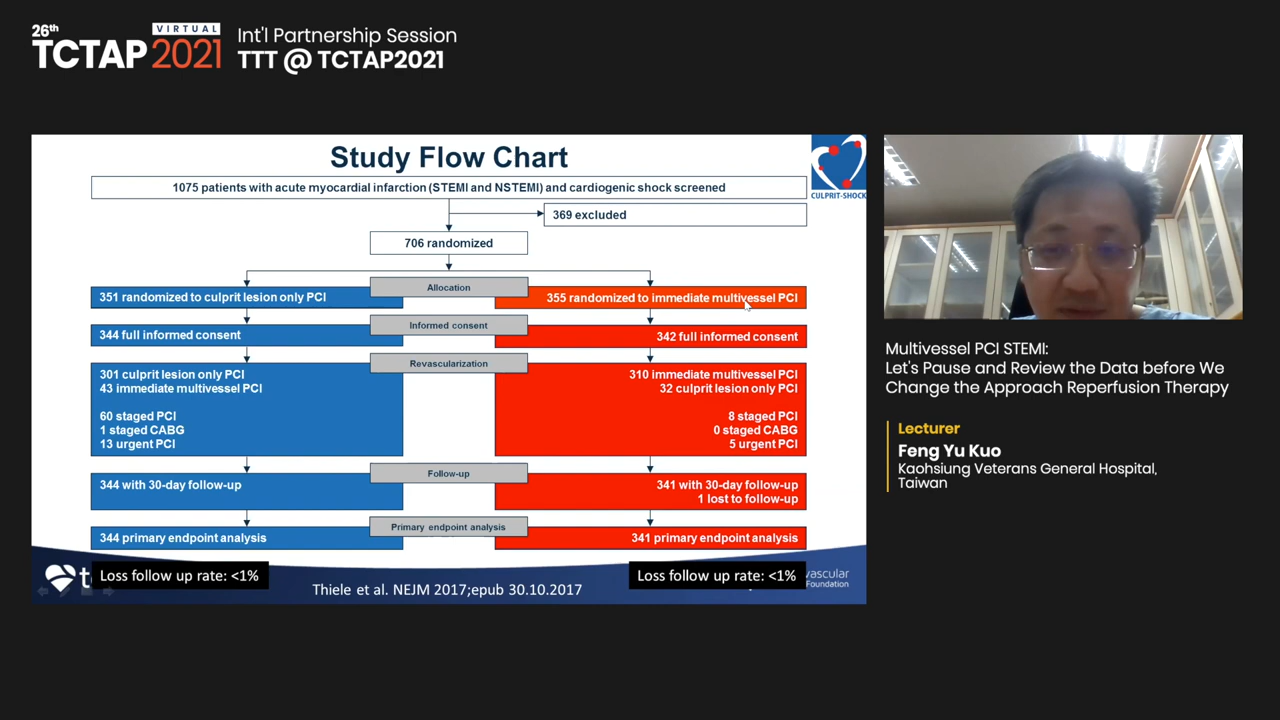 26th
VIRTUAL
TCTAP 2021
Int'l Partnership Session
TTT @ TCTAP2021
Study Flow Chart
CULPRIT-SHOCK
1075 patients with acute myocardial infarction (STEMI and NSTEMI) and cardiogenic shock screened
369 excluded
706 randomized
Allocation
351 randomized to culprit lesion only PCI
355 randomized to immediate multivessel PCI
Informed consent
344 full informed consent
342 full informed consent
Revascularization
301 culprit lesion only PCI
43 immediate multivessel PCI
60 staged PCI
1 staged CABG
13 urgent PCI
310 immediate multivessel PCI
32 culprit lesion only PCI
8 staged PCI
0 staged CABG
5 urgent PCI
Follow-up
344 with 30-day follow-up
341 with 30-day follow-up
1 lost to follow-up
Primary endpoint analysis
344 primary endpoint analysis
341 primary endpoint analysis
Loss follow up rate: <1%
Loss follow up rate: <1%
Thiele et al. NEJM 2017;epub 30.10.2017
Foundation
Multivessel PCI STEMI:
Let's Pause and Review the Data before We
Change the Approach Reperfusion Therapy
Lecturer
Feng Yu Kuo
Kaohsiung Veterans General Hospital,
Taiwan